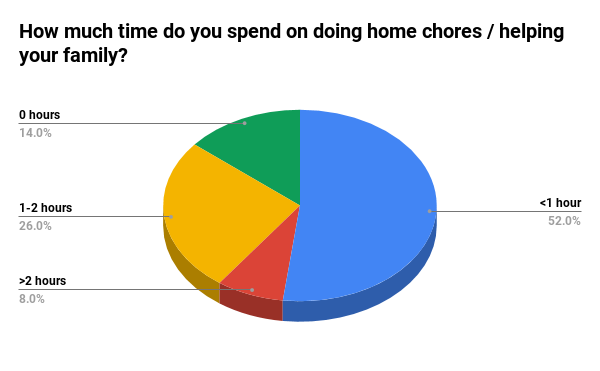 How much time do you spend on doing home chores / helping
your family?
0 hours
14.0%
1-2 hours
26.0%
>2 hours
8.0%
<1 hour
52.0%